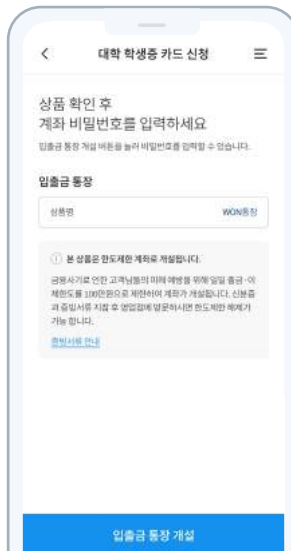 대학 학생증 카드 신청
상품 확인 후
계좌 비밀번호를 입력하세요
입출금 통장 개설 버튼을 눌러 비밀번호를 입력할 수 있습니다.
입출금 통장
상품명 WON통장
본 상품은 한도제한 계좌로 개설됩니다.
금융사기로 인한 고객님들의 피해 예방을 위해 일일 출금·이
체한도를 100만원으로 제한하여 계좌가 개설됩니다. 신분증
과 증빙서류 지참 후 영업점에 방문하시면 한도제한 해제가
가능 합니다.
증빙서류 안내
입출금 통장 개설